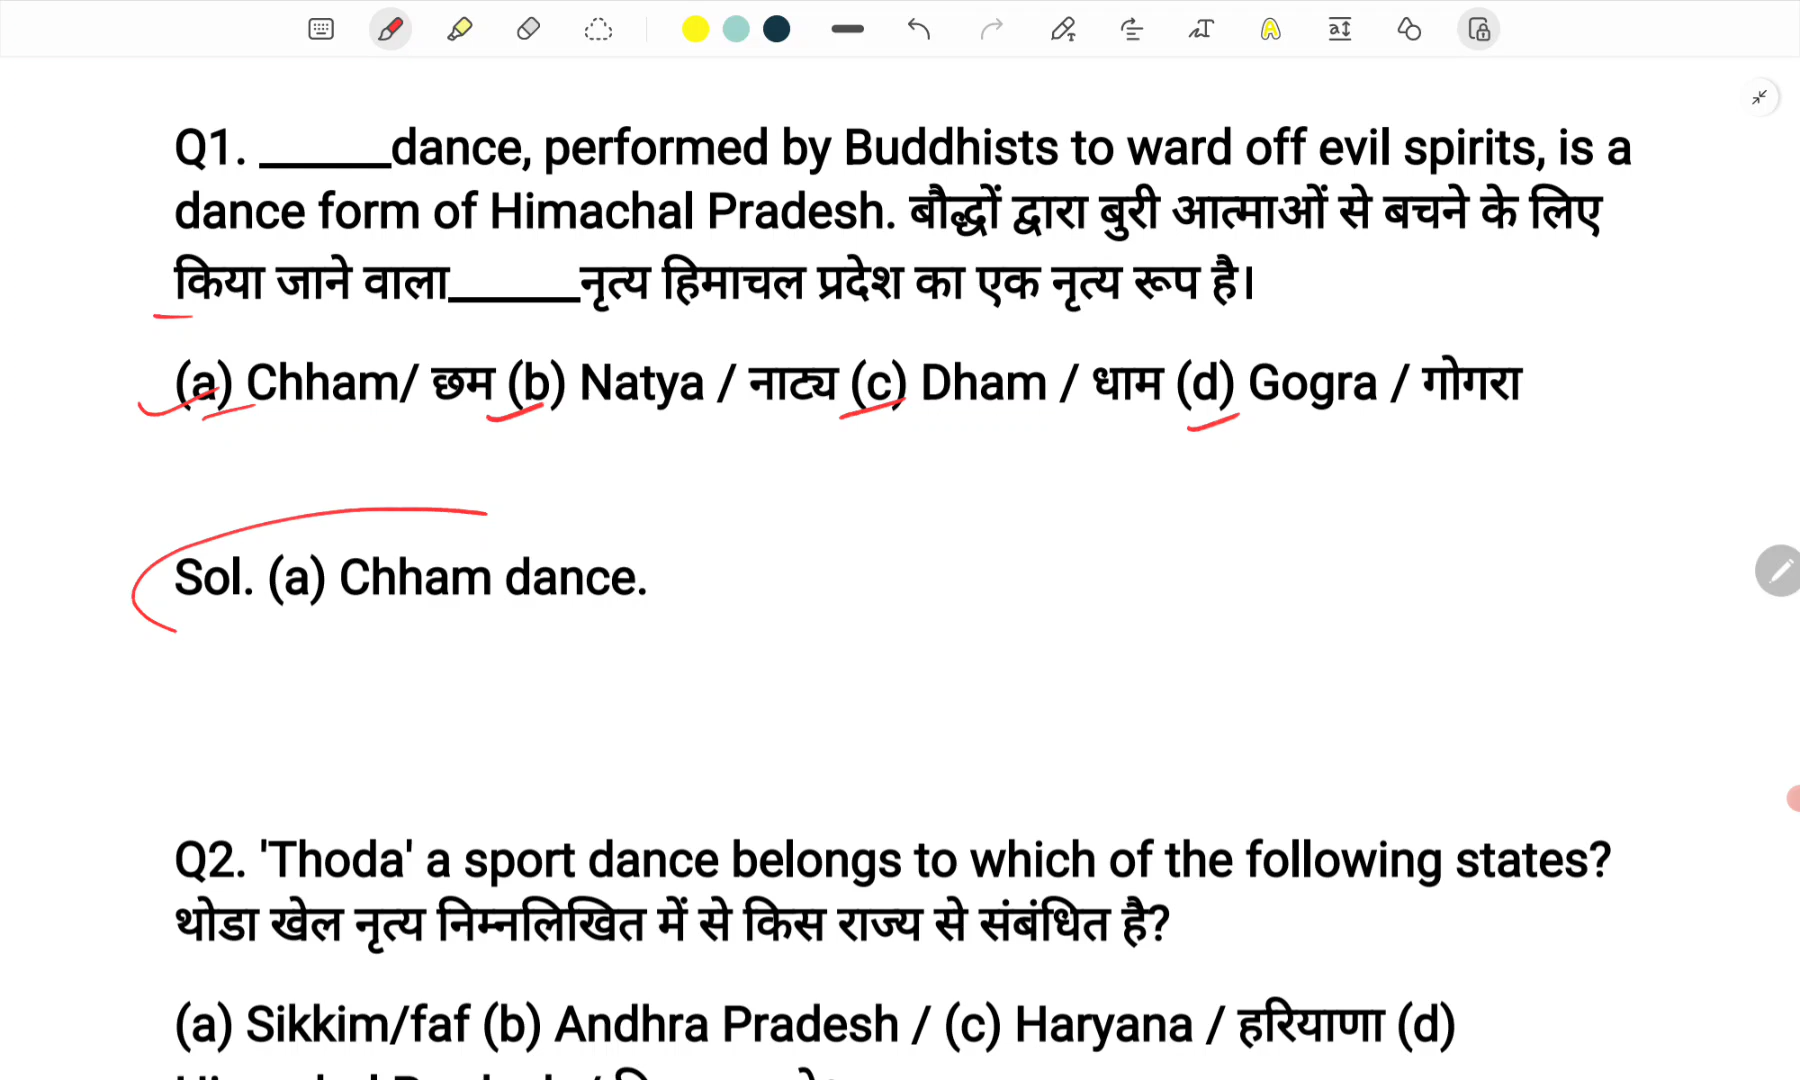 Q1. ______dance, performed by Buddhists to ward off evil spirits, is a
dance form of Himachal Pradesh. बौद्धों द्वारा बुरी आत्माओं से बचने के लिए
किया जाने वाला______नृत्य हिमाचल प्रदेश का एक नृत्य रूप है।
(a) Chham/ छम (b) Natya / नाट्य (c) Dham / धाम (d) Gogra / गोगरा
Sol. (a) Chham dance.
Q2. 'Thoda' a sport dance belongs to which of the following states?
थोडा खेल नृत्य निम्नलिखित में से किस राज्य से संबंधित है?
(a) Sikkim/faf (b) Andhra Pradesh / (c) Haryana / हरियाणा (d)